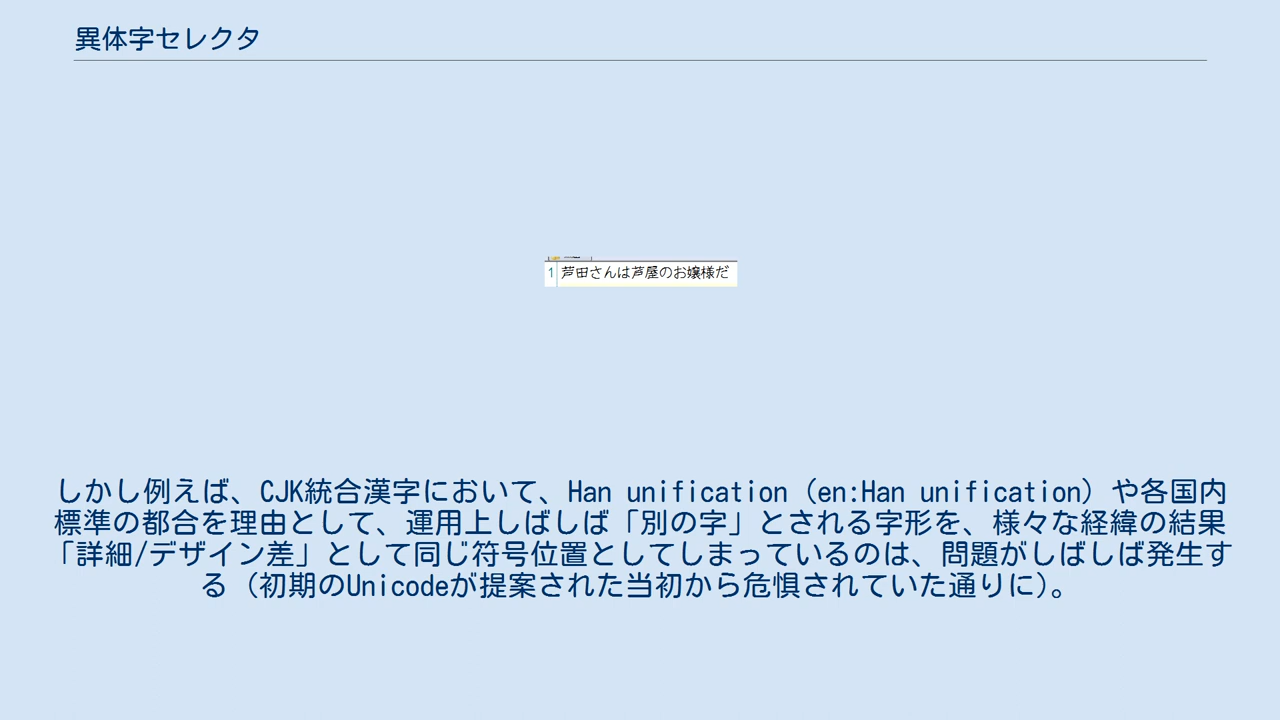 異体字セレクタ
1 芦田さんは芦屋のお嬢様だ
しかし例えば、CJK統合漢字において、Han unification（en:Han unification）や各国内
標準の都合を理由として、運用上しばしば「別の字」とされる字形を、様々な経緯の結果
「詳細/デザイン差」として同じ符号位置としてしまっているのは、問題がしばしば発生す
る（初期のUnicodeが提案された当初から危惧されていた通りに）。